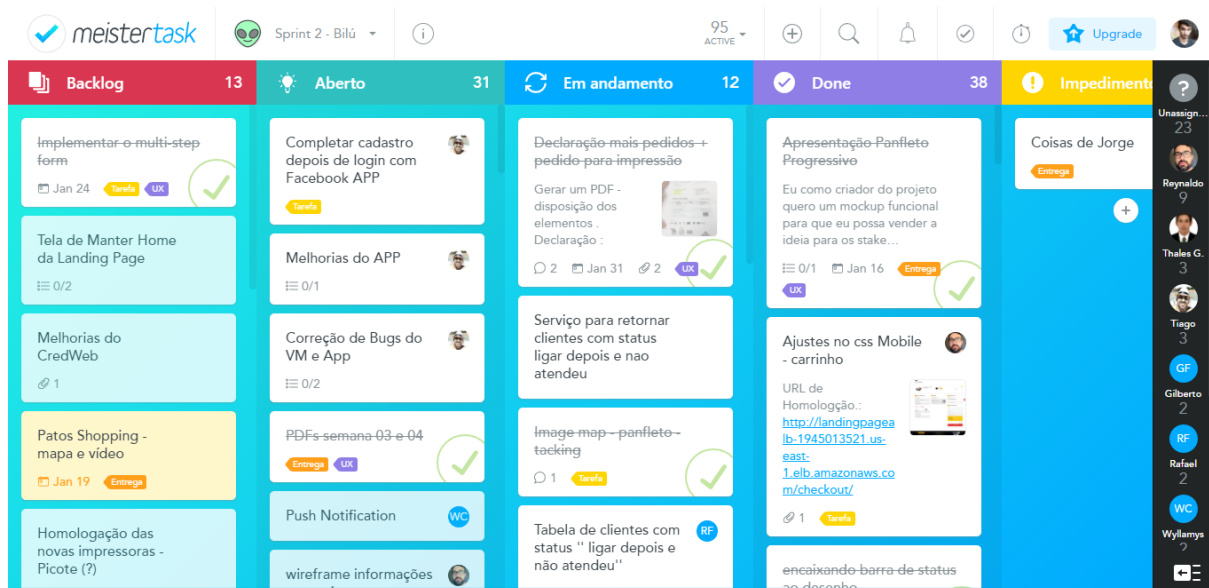 meistertask
Sprint 2 - Bilú
95
ACTIVE
Upgrade
Backlog 13
Implementar o multi-step
form
Jan 24 Tarefa UX
Tela de Manter Home
da Landing Page
0/2
Melhorias do
CredWeb
1
Patos Shopping -
mapa e vídeo
Jan 19 Entrega
Homologação das
novas impressoras -
Picote (?)
Aberto 31
Completar cadastro
depois de login com
Facebook APP
Tarefa
Melhorias do APP
0/1
Correção de Bugs do
VM e App
0/2
PDFs semana 03 e 04
Entrega UX
Push Notification WC
wireframe informações
Em andamento 12
Declaração mais pedidos +
pedido para impressão
Gerar um PDF -
disposição dos
elementos .
Declaração :
2 Jan 31 2 UX
Serviço para retornar
clientes com status
ligar depois e nao
atendeu
Image map - panfleto -
tacking
1 Tarefa
Tabela de clientes com RF
status '' ligar depois e
não atendeu''
Done 38
Apresentação Panfleto
Progressivo
Eu como criador do projeto
quero um mockup funcional
para que eu possa vender a
ideia para os stake...
0/1 Jan 16 Entrega
UX
Ajustes no css Mobile
- carrinho
URL de
Homologção.:
http://landingpagea
lb-1945013521.us-
east-
1.elb.amazonaws.co
m/checkout/
1 Tarefa
encaixando barra de status
ao desenho
Impedimento
Coisas de Jorge
Entrega
?
Unassign...
23
Reynaldo
9
Thales G.
3
Tiago
3
GF
Gilberto
2
RF
Rafael
2
WC
Wyllamys
2